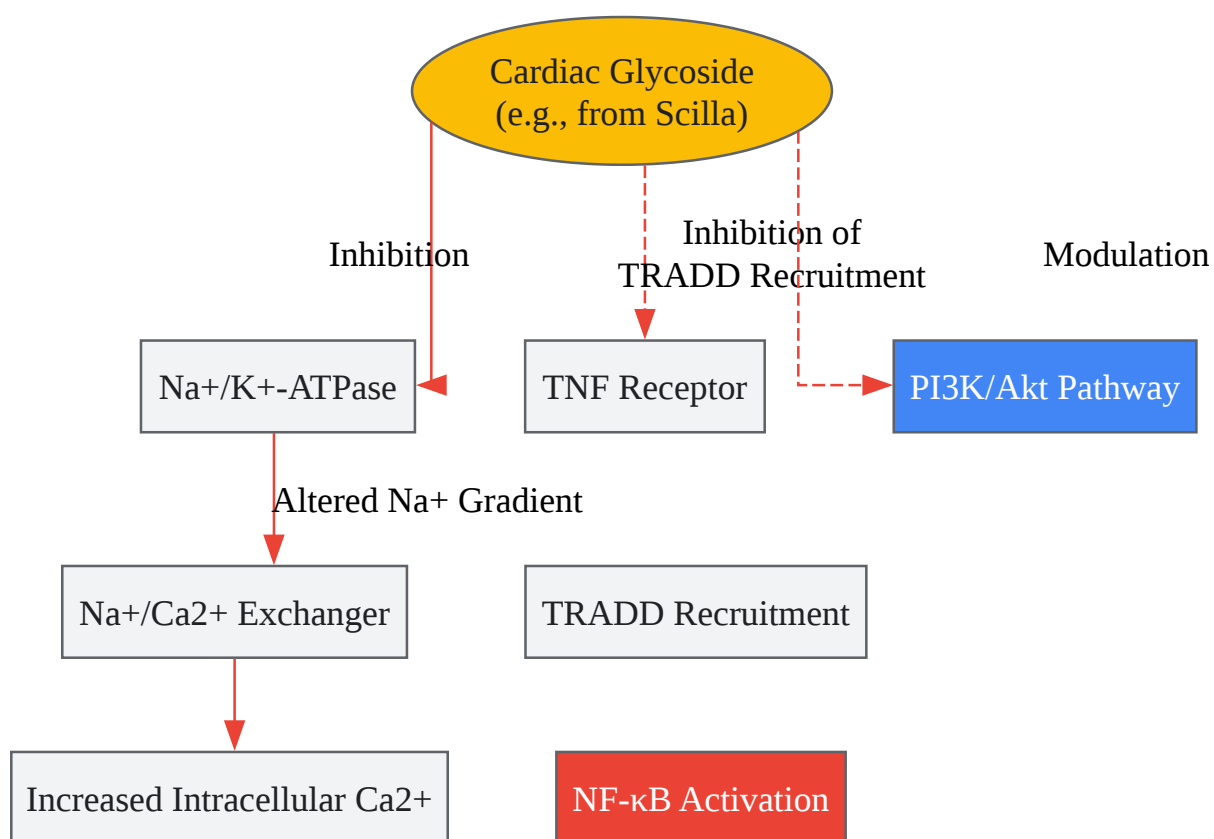 Cardiac Glycoside
(e.g., from Scilla)
Inhibition
Inhibition of
TRADD Recruitment
Modulation
Na+/K+-ATPase
TNF Receptor
PI3K/Akt Pathway
Altered Na+ Gradient
Na+/Ca2+ Exchanger
TRADD Recruitment
Increased Intracellular Ca2+
NF-κB Activation